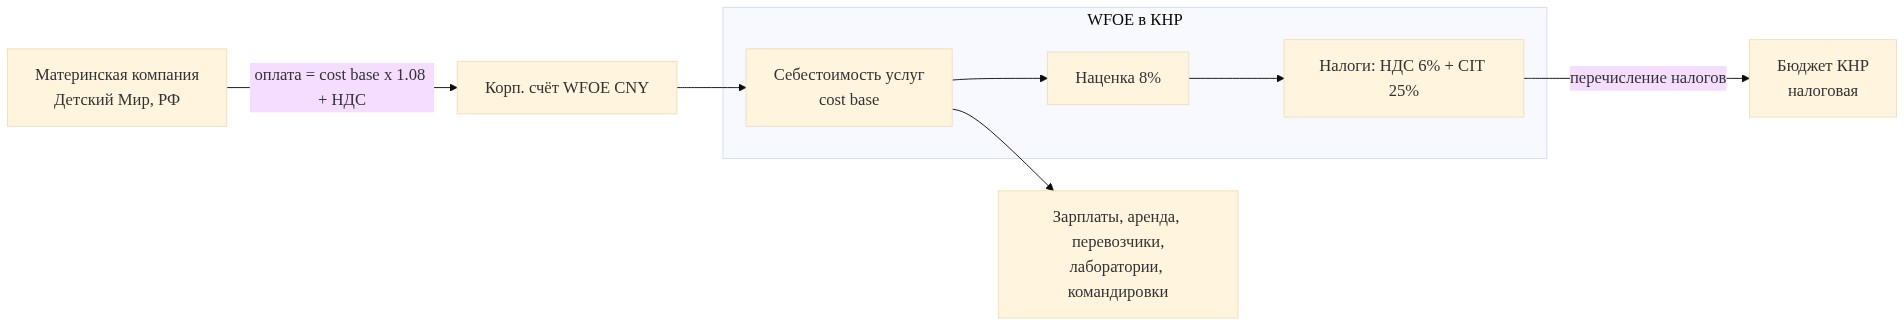 WFOE в КНР
Материнская компания
Детский Мир, РФ
оплата = cost base x 1.08
+ НДС
Корп. счёт WFOE CNY
Себестоимость услуг
cost base
Наценка 8%
Налоги: НДС 6% + CIT
25%
перечисление налогов
Бюджет КНР
налоговая
Зарплаты, аренда,
перевозчики,
лаборатории,
командировки